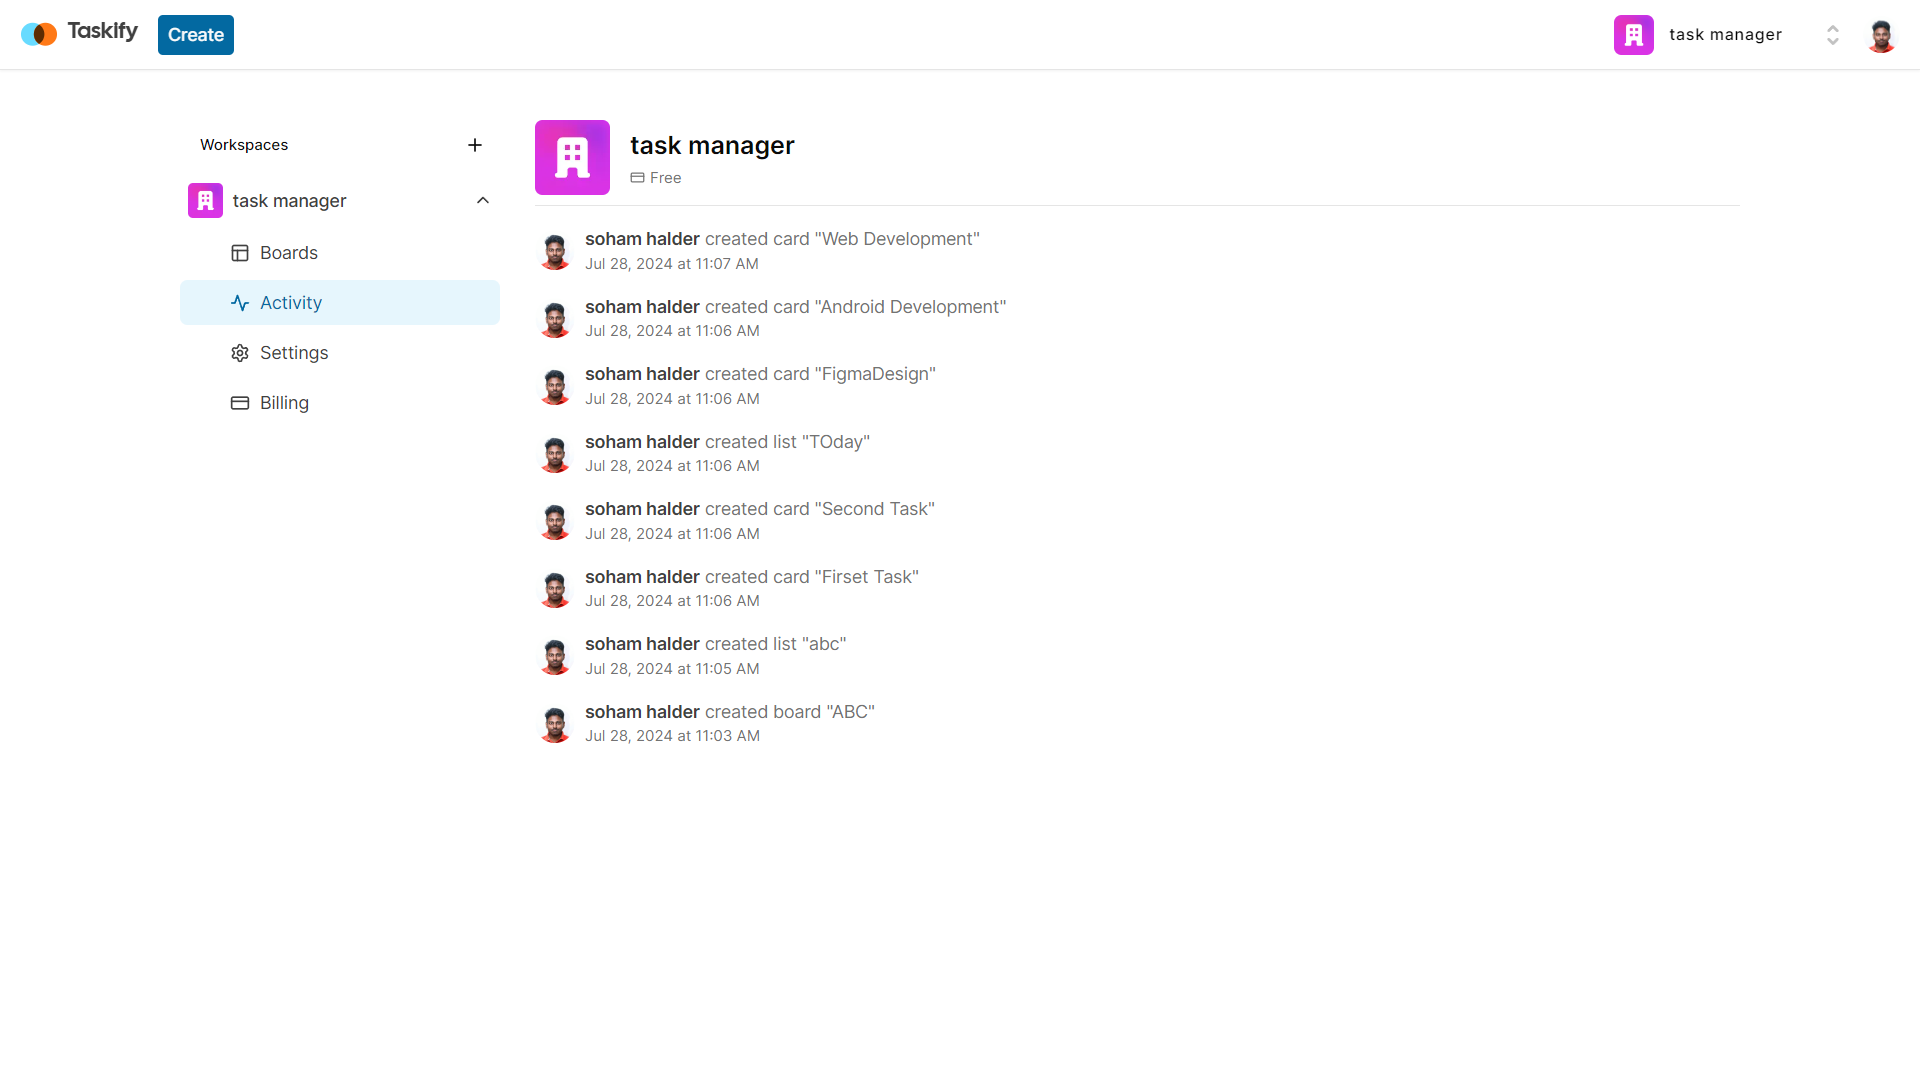 Taskify
Create
task manager
Workspaces
task manager
Boards
Activity
Settings
Billing
task manager
Free
soham halder created card "Web Development"
Jul 28, 2024 at 11:07 AM
soham halder created card "Android Development"
Jul 28, 2024 at 11:06 AM
soham halder created card "FigmaDesign"
Jul 28, 2024 at 11:06 AM
soham halder created list "TOday"
Jul 28, 2024 at 11:06 AM
soham halder created card "Second Task"
Jul 28, 2024 at 11:06 AM
soham halder created card "Firset Task"
Jul 28, 2024 at 11:06 AM
soham halder created list "abc"
Jul 28, 2024 at 11:05 AM
soham halder created board "ABC"
Jul 28, 2024 at 11:03 AM